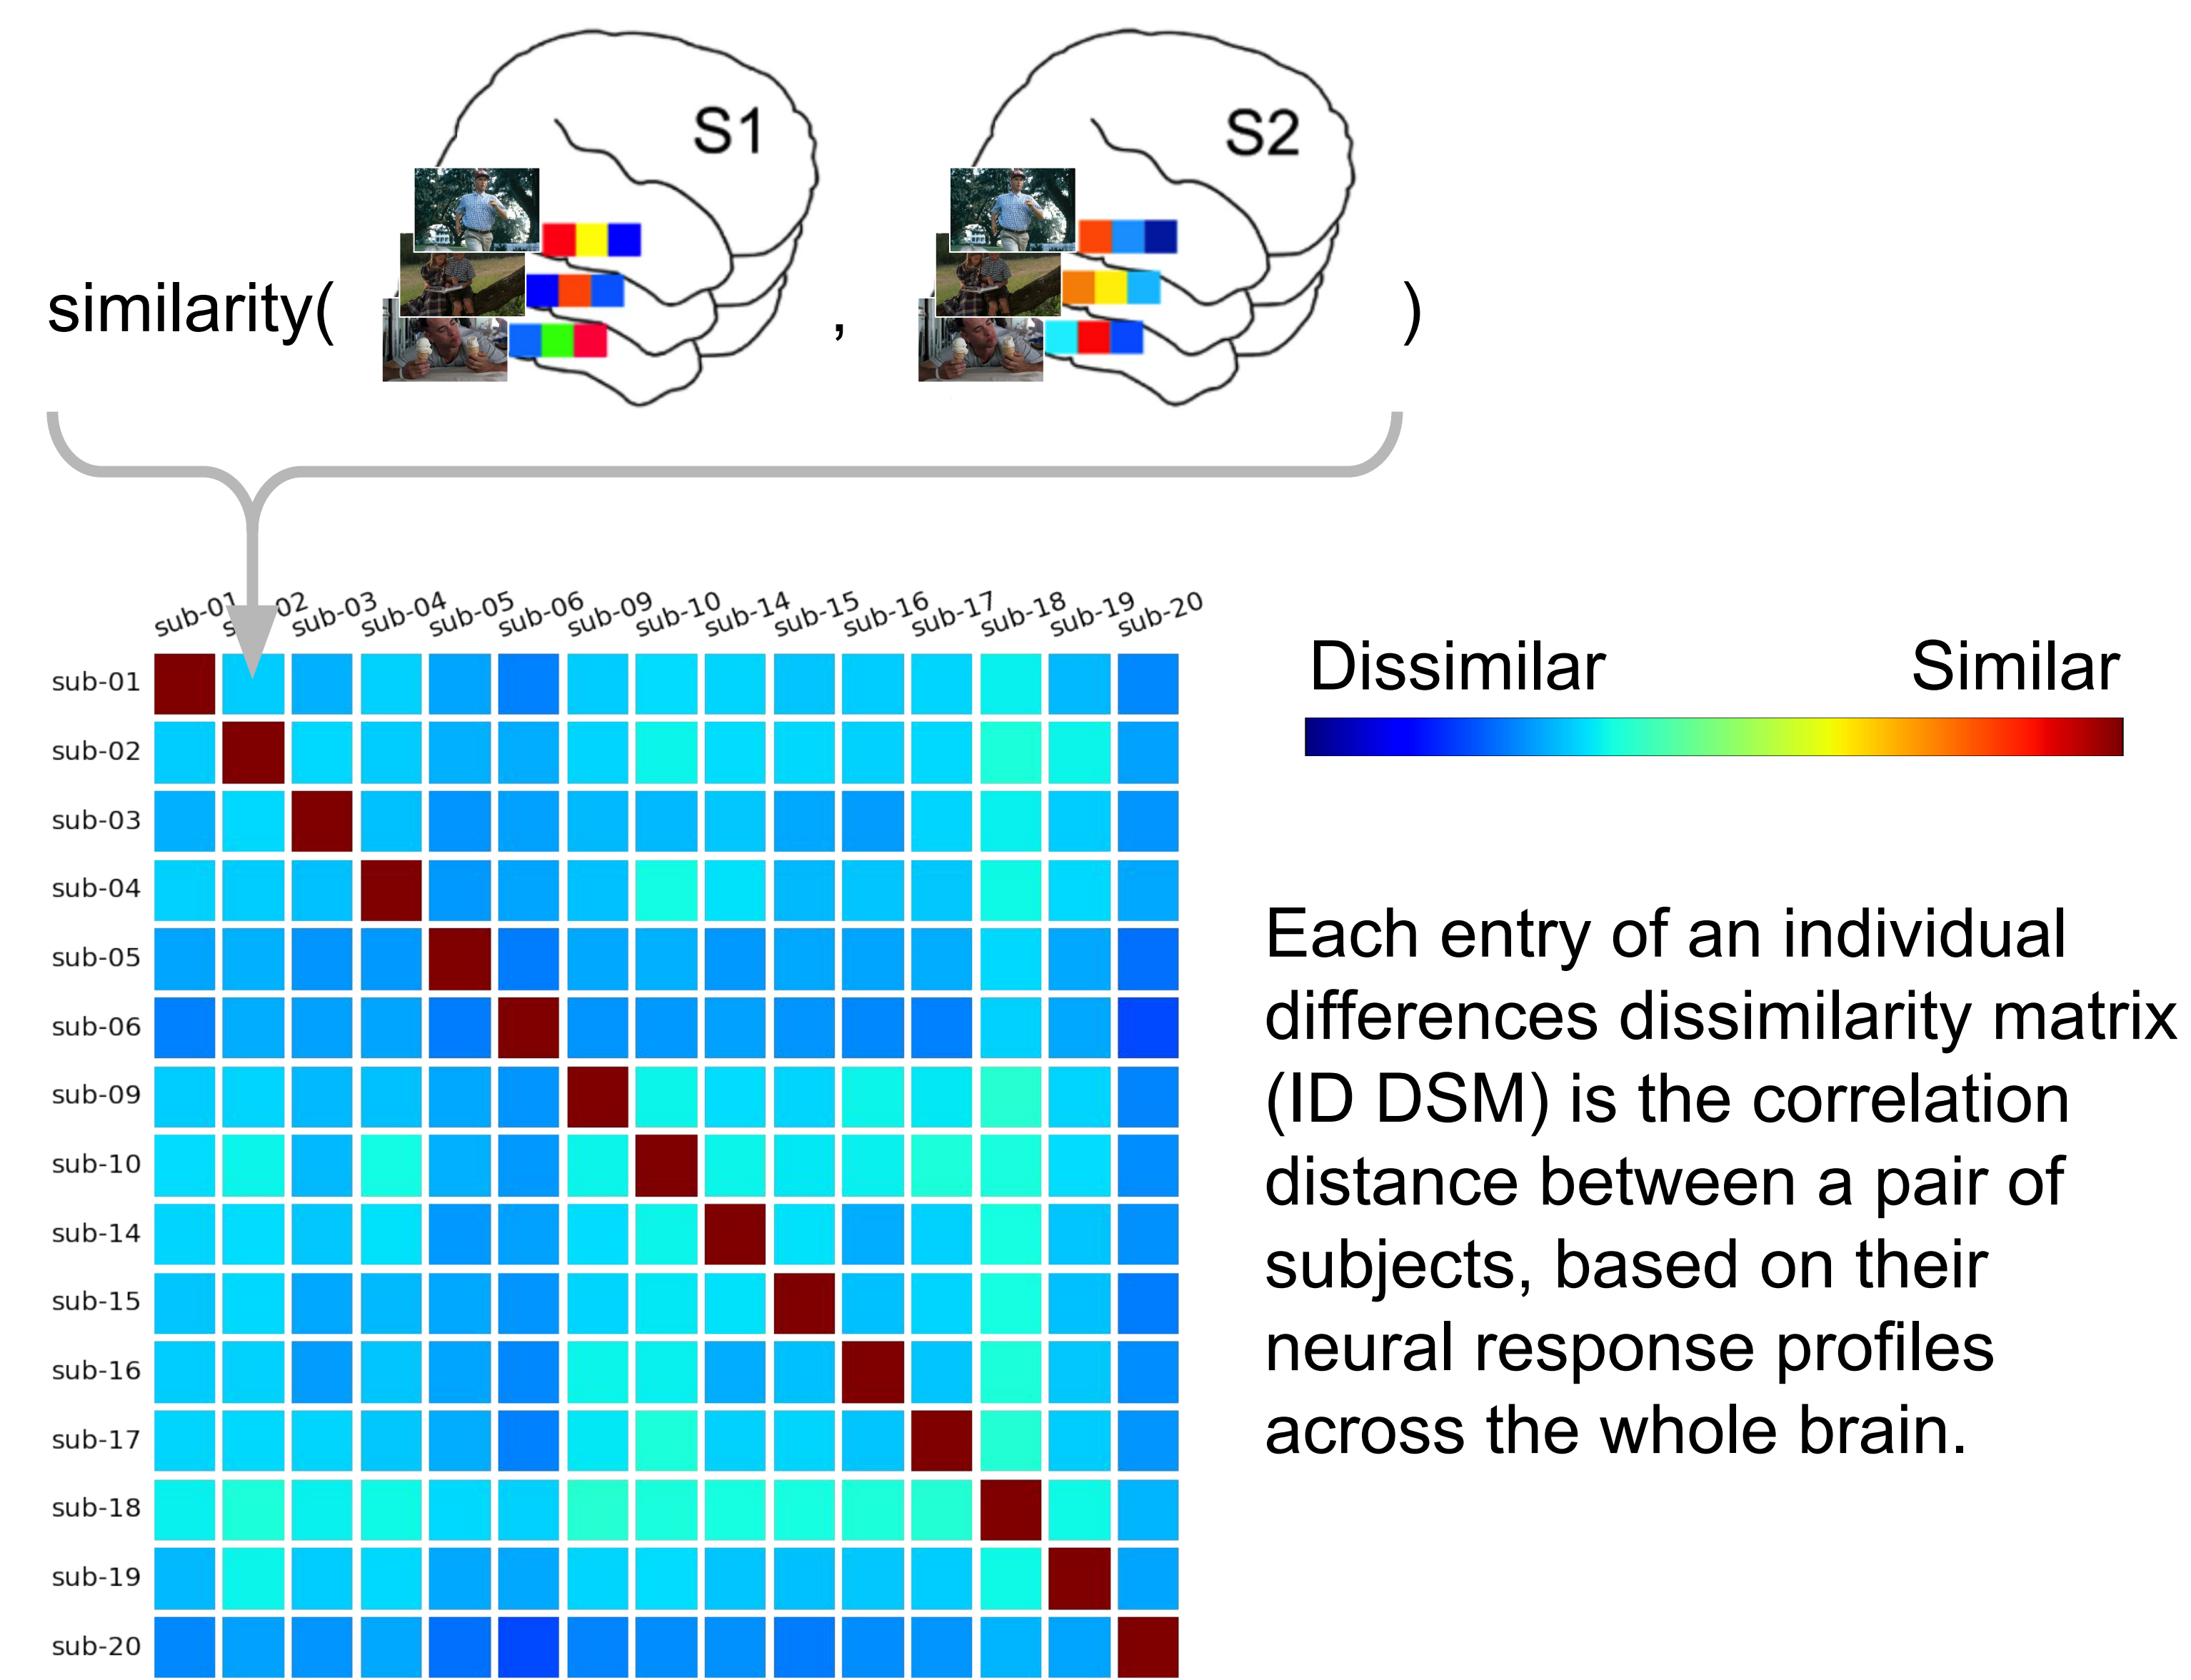 S1
S2
similarity(
,
)
sub-01 02 sub-03 sub-04 sub-05 sub-06 sub-09 sub-10 sub-14 sub-15 sub-16 sub-17 sub-18 sub-19 sub-20
Dissimilar Similar
sub-01
sub-02
sub-03
sub-04
sub-05
sub-06
sub-09
sub-10
sub-14
sub-15
sub-16
sub-17
sub-18
sub-19
sub-20
Each entry of an individual
differences dissimilarity matrix
(ID DSM) is the correlation
distance between a pair of
subjects, based on their
neural response profiles
across the whole brain.